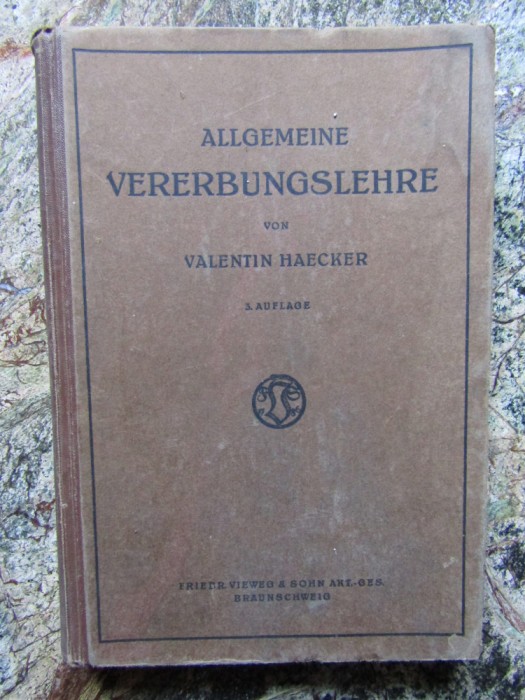 ALLGEMEINE
VERERBUNGSLEHRE
VON
VALENTIN HAECKER
3. AUFLAGE
FRIEDR. VIEWEG & SOHN AKT.-GES.
BRAUNSCHWEIG